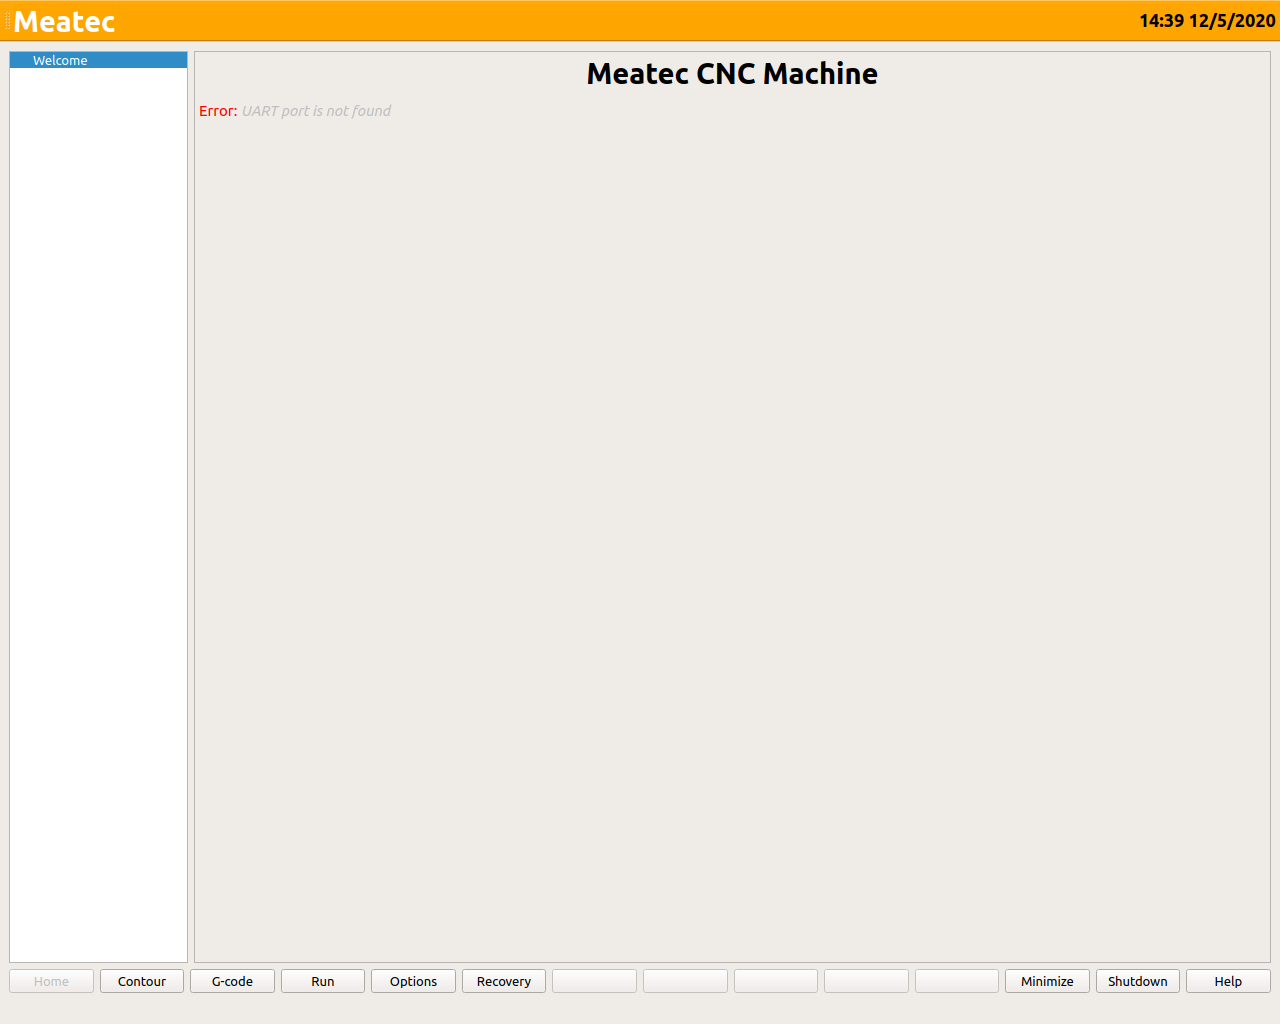 Meatec
14:39 12/5/2020
Welcome
Meatec CNC Machine
Error: UART port is not found
Home Contour G-code Run Options Recovery Minimize Shutdown Help